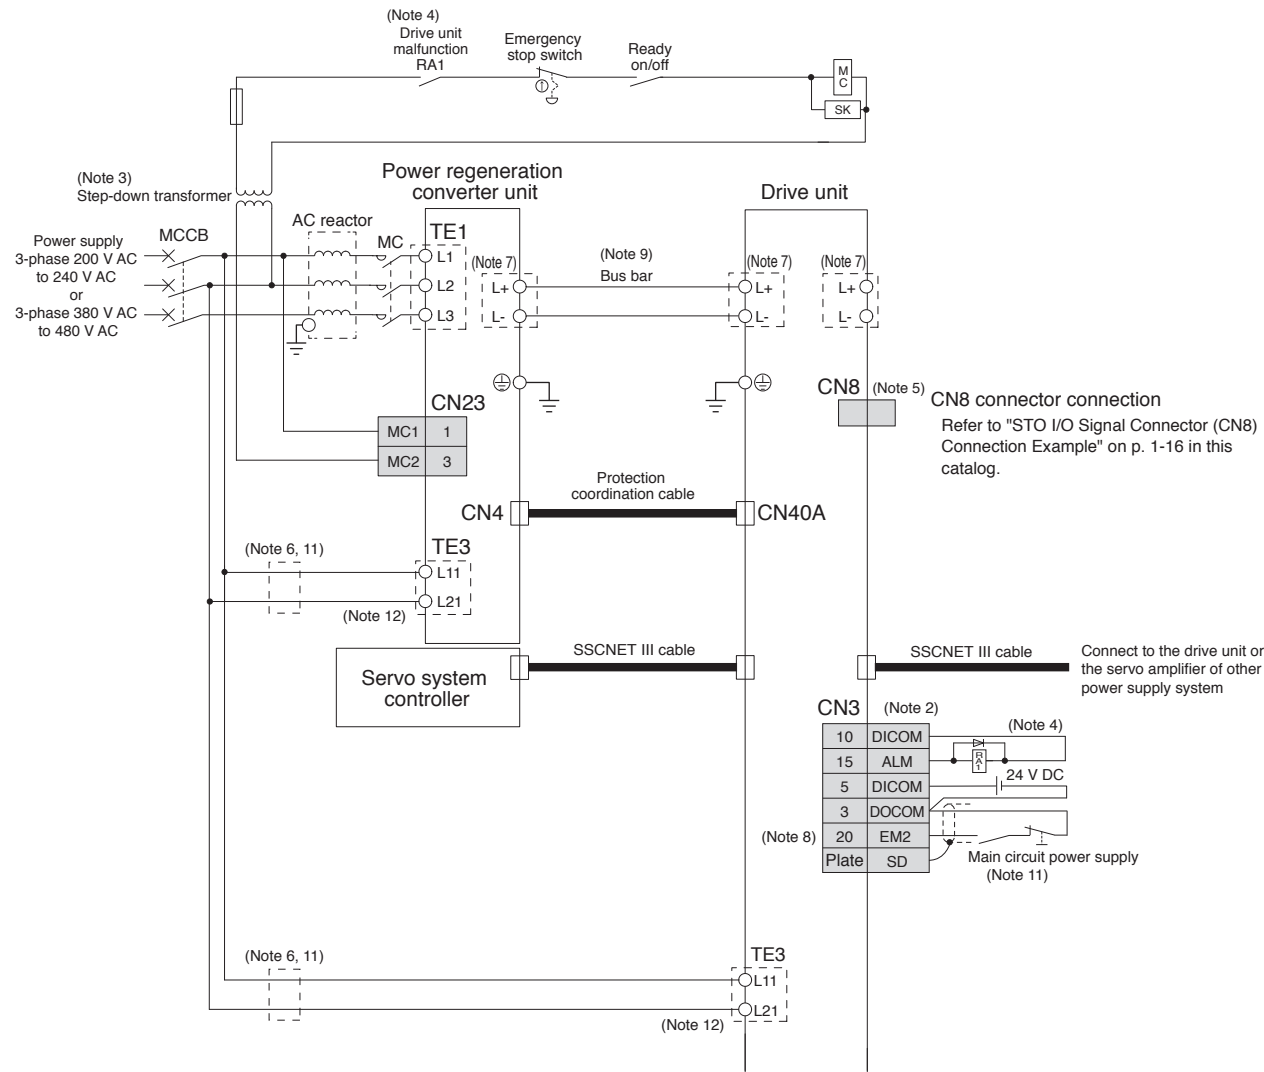 (Note 4)
Drive unit
malfunction
RA1
Emergency
stop switch
Ready
on/off
MC
SK
(Note 3)
Step-down transformer
Power regeneration
converter unit
Drive unit
Power supply
3-phase 200 V AC
to 240 V AC
or
3-phase 380 V AC
to 480 V AC
MCCB
AC reactor
MC
TE1
L1
L2
L3
(Note 7)
L+
L-
(Note 9)
Bus bar
(Note 7)
L+
L-
(Note 7)
L+
L-
CN23
MC1 1
MC2 3
CN8 (Note 5)
CN8 connector connection
Refer to "STO I/O Signal Connector (CN8)
Connection Example" on p. 1-16 in this
catalog.
Protection
coordination cable
CN4
CN40A
(Note 6, 11)
TE3
L11
L21
(Note 12)
Servo system
controller
SSCNET III cable
SSCNET III cable
Connect to the drive unit or
the servo amplifier of other
power supply system
CN3 (Note 2)
10 DICOM
15 ALM
5 DICOM
3 DOCOM
20 EM2
Plate SD
(Note 4)
RA1
24 V DC
(Note 8)
Main circuit power supply
(Note 11)
(Note 6, 11)
TE3
L11
L21
(Note 12)